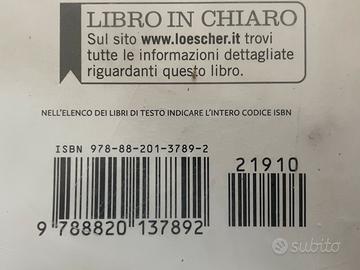 LIBRO IN CHIARO
Sul sito www.loescher.it trovi
tutte le informazioni dettagliate
riguardanti questo libro.
NELL'ELENCO DEI LIBRI DI TESTO INDICARE L'INTERO CODICE ISBN
ISBN 978-88-201-3789-2
21910
9 788820 137892
subito